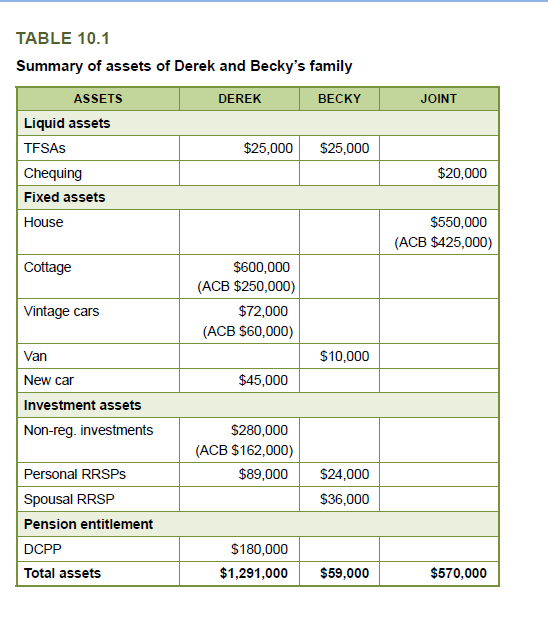 TABLE 10.1
Summary of assets of Derek and Becky's family
ASSETS DEREK BECKY JOINT
Liquid assets
TFSAs $25,000 $25,000
Chequing $20,000
Fixed assets
House $550,000
(ACB $425,000)
Cottage $600,000
(ACB $250,000)
Vintage cars $72,000
(ACB $60,000)
Van $10,000
New car $45,000
Investment assets
Non-reg. investments $280,000
(ACB $162,000)
Personal RRSPs $89,000 $24,000
Spousal RRSP $36,000
Pension entitlement
DCPP $180,000
Total assets $1,291,000 $59,000 $570,000